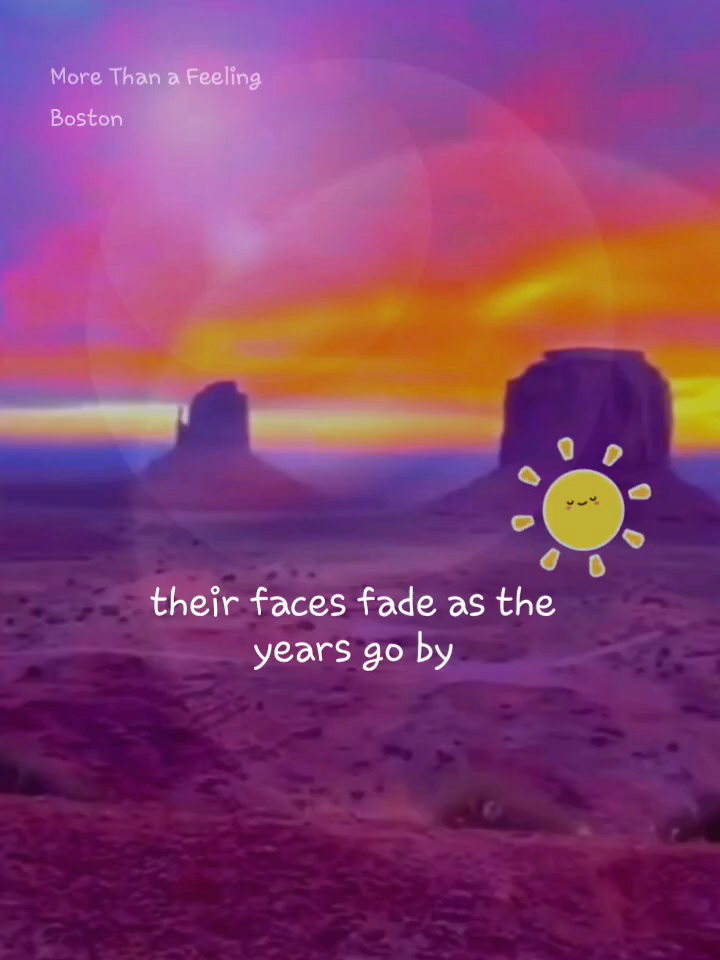 More Than a Feeling
Boston
their faces fade as the
years go by